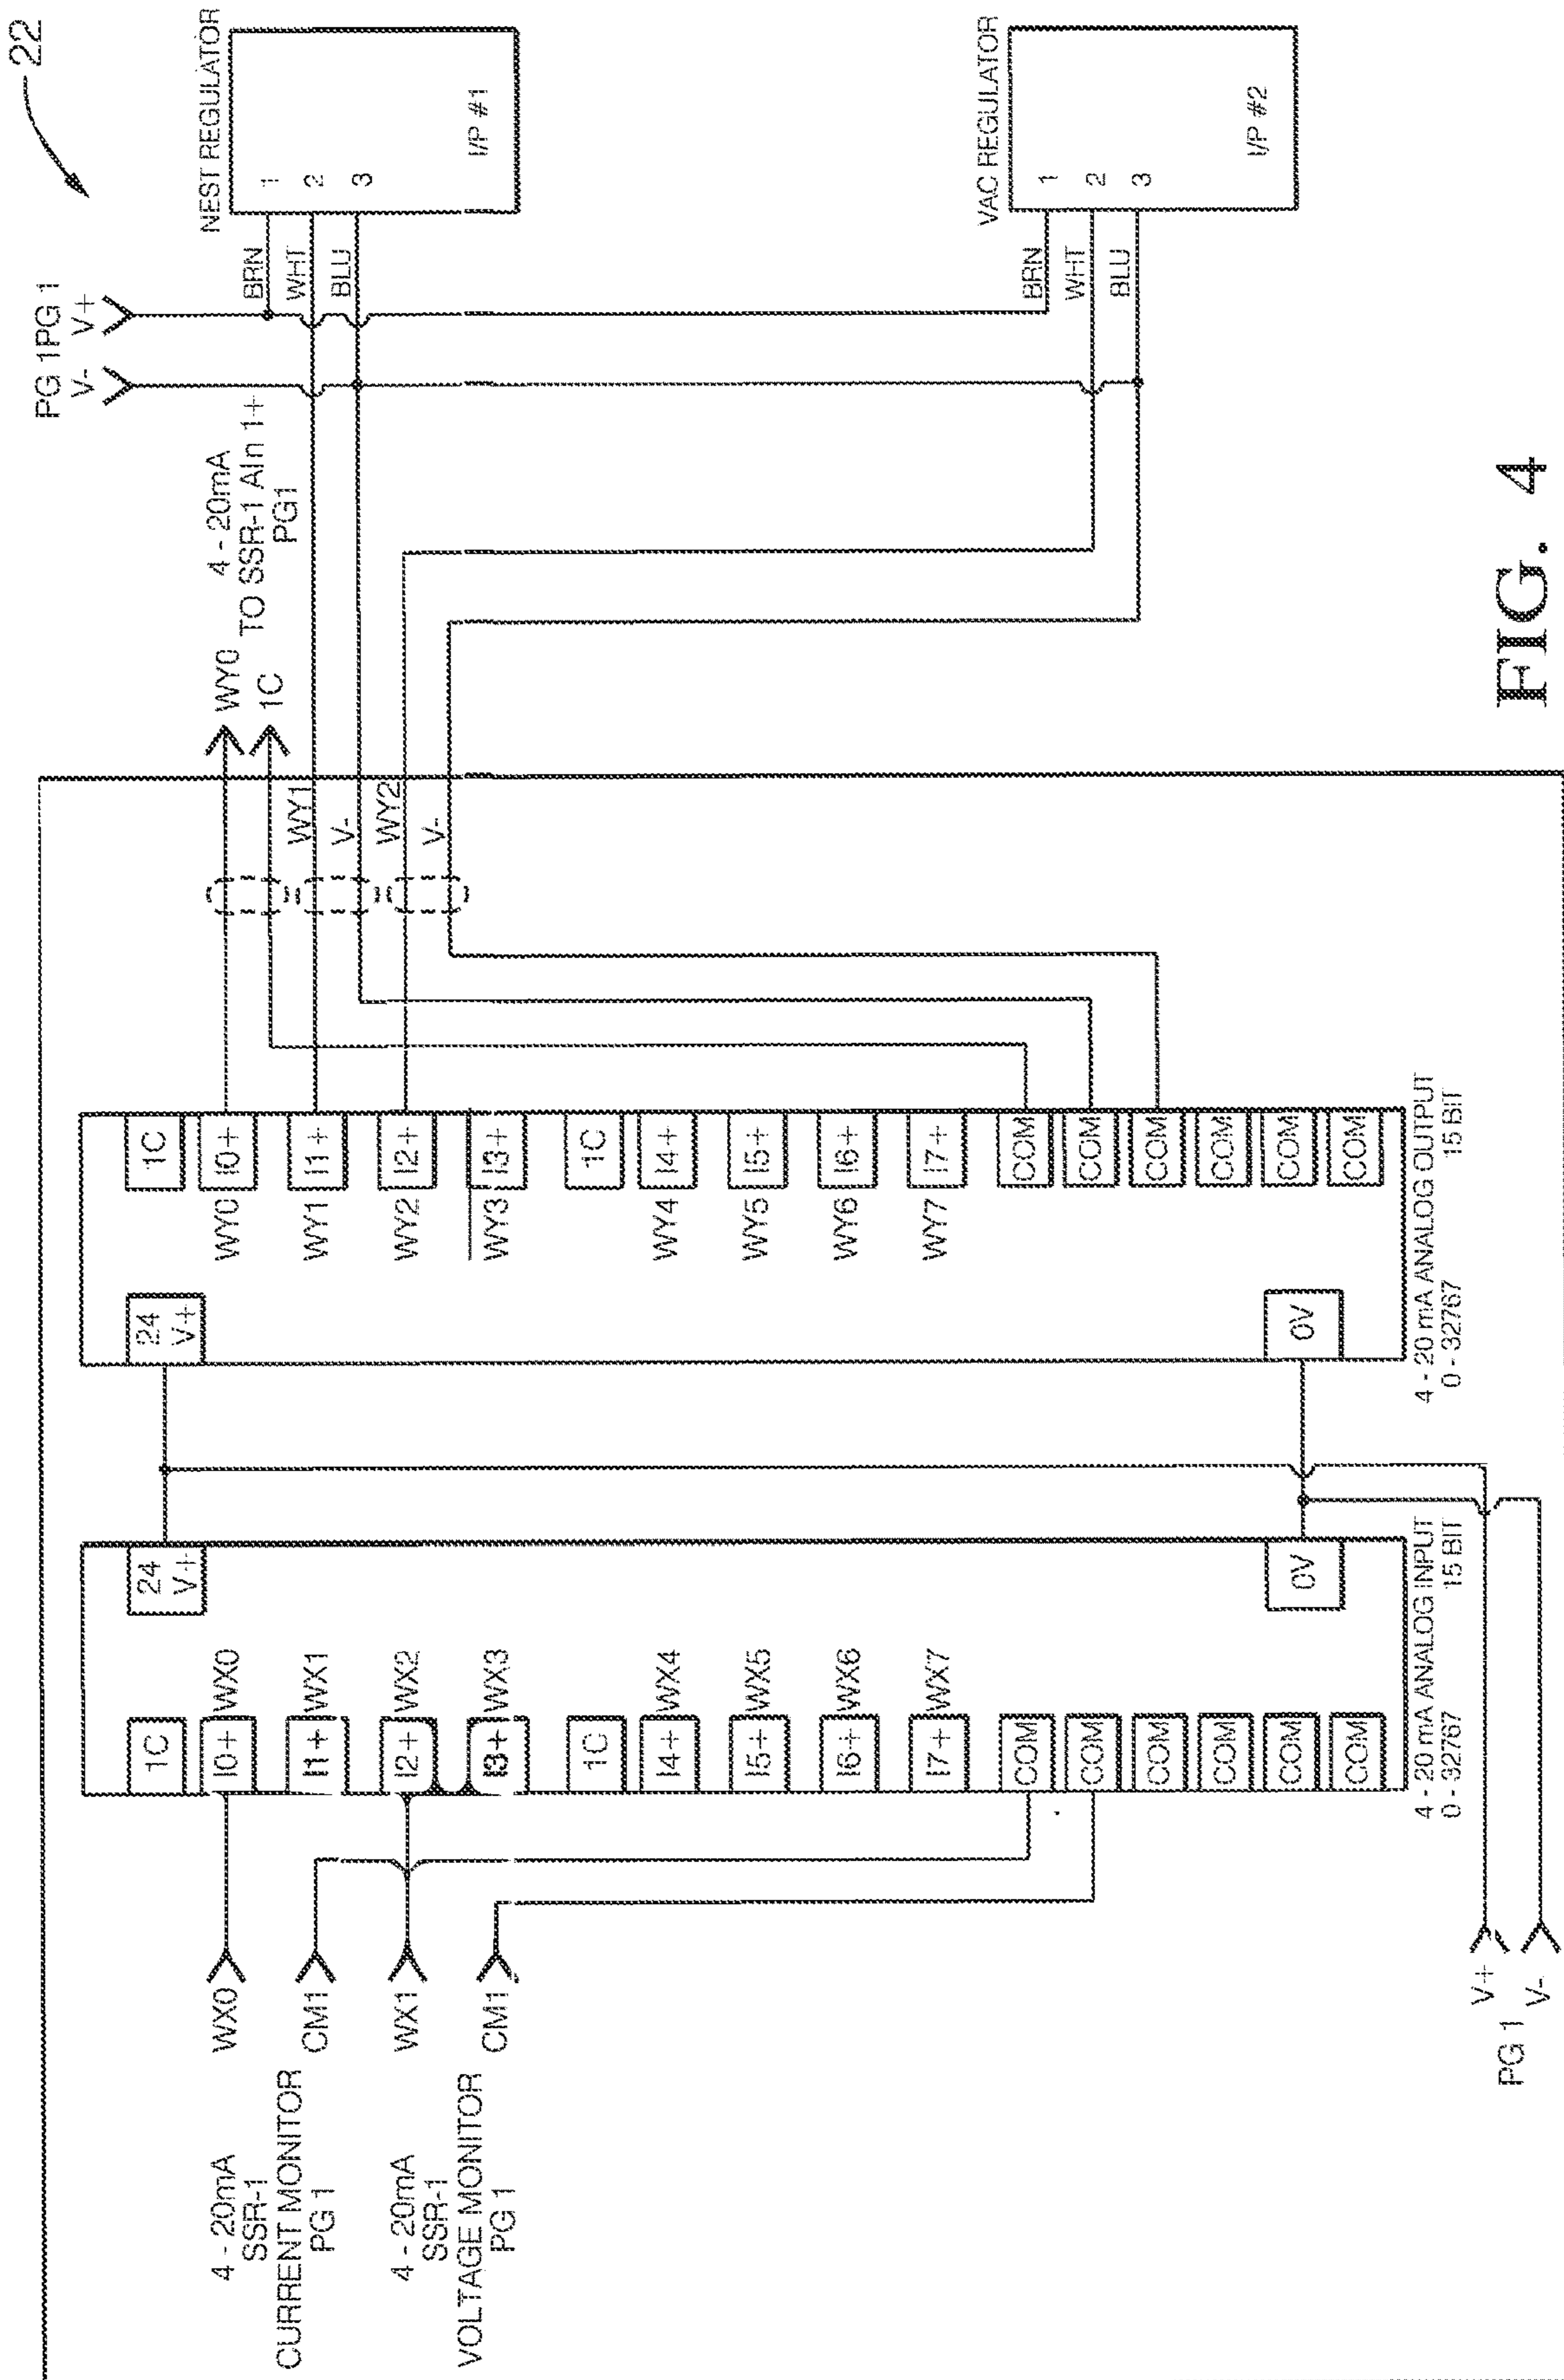 22
PG 1 PG 1
V- V+
NEST REGULATOR
BRN 1
WHT 2
BLU 3
I/P #1
VAC REGULATOR
BRN 1
WHT 2
BLU 3
I/P #2
WY0
1C
4 - 20mA
TO SSR-1 AIn 1+
PG1
WY1
V-
WY2
V-
24
V+
1C
WY0 I0+
WY1 I1+
WY2 I2+
WY3 I3+
1C
WY4 I4+
WY5 I5+
WY6 I6+
WY7 I7+
COM
COM
COM
COM
COM
COM
0V
4 - 20 mA ANALOG OUTPUT
0 - 32767 15 BIT
24
V+
1C
I0+ WX0
I1+ WX1
I2+ WX2
I3+ WX3
1C
I4+ WX4
I5+ WX5
I6+ WX6
I7+ WX7
COM
COM
COM
COM
COM
COM
0V
4 - 20 mA ANALOG INPUT
0 - 32767 15 BIT
4 - 20mA
SSR-1
CURRENT MONITOR
PG 1
WX0
CM1
4 - 20mA
SSR-1
VOLTAGE MONITOR
PG 1
WX1
CM1
PG 1
V+
V-
FIG. 4